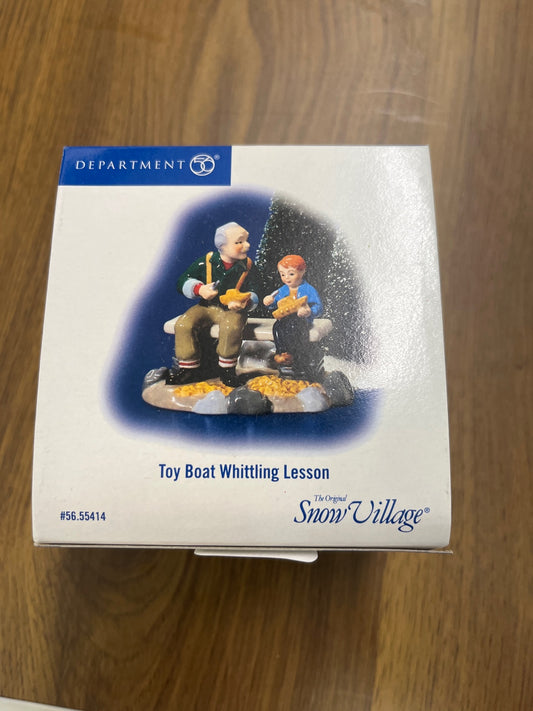 DEPARTMENT 56®
Toy Boat Whittling Lesson
#56.55414
The Original
Snow Village®